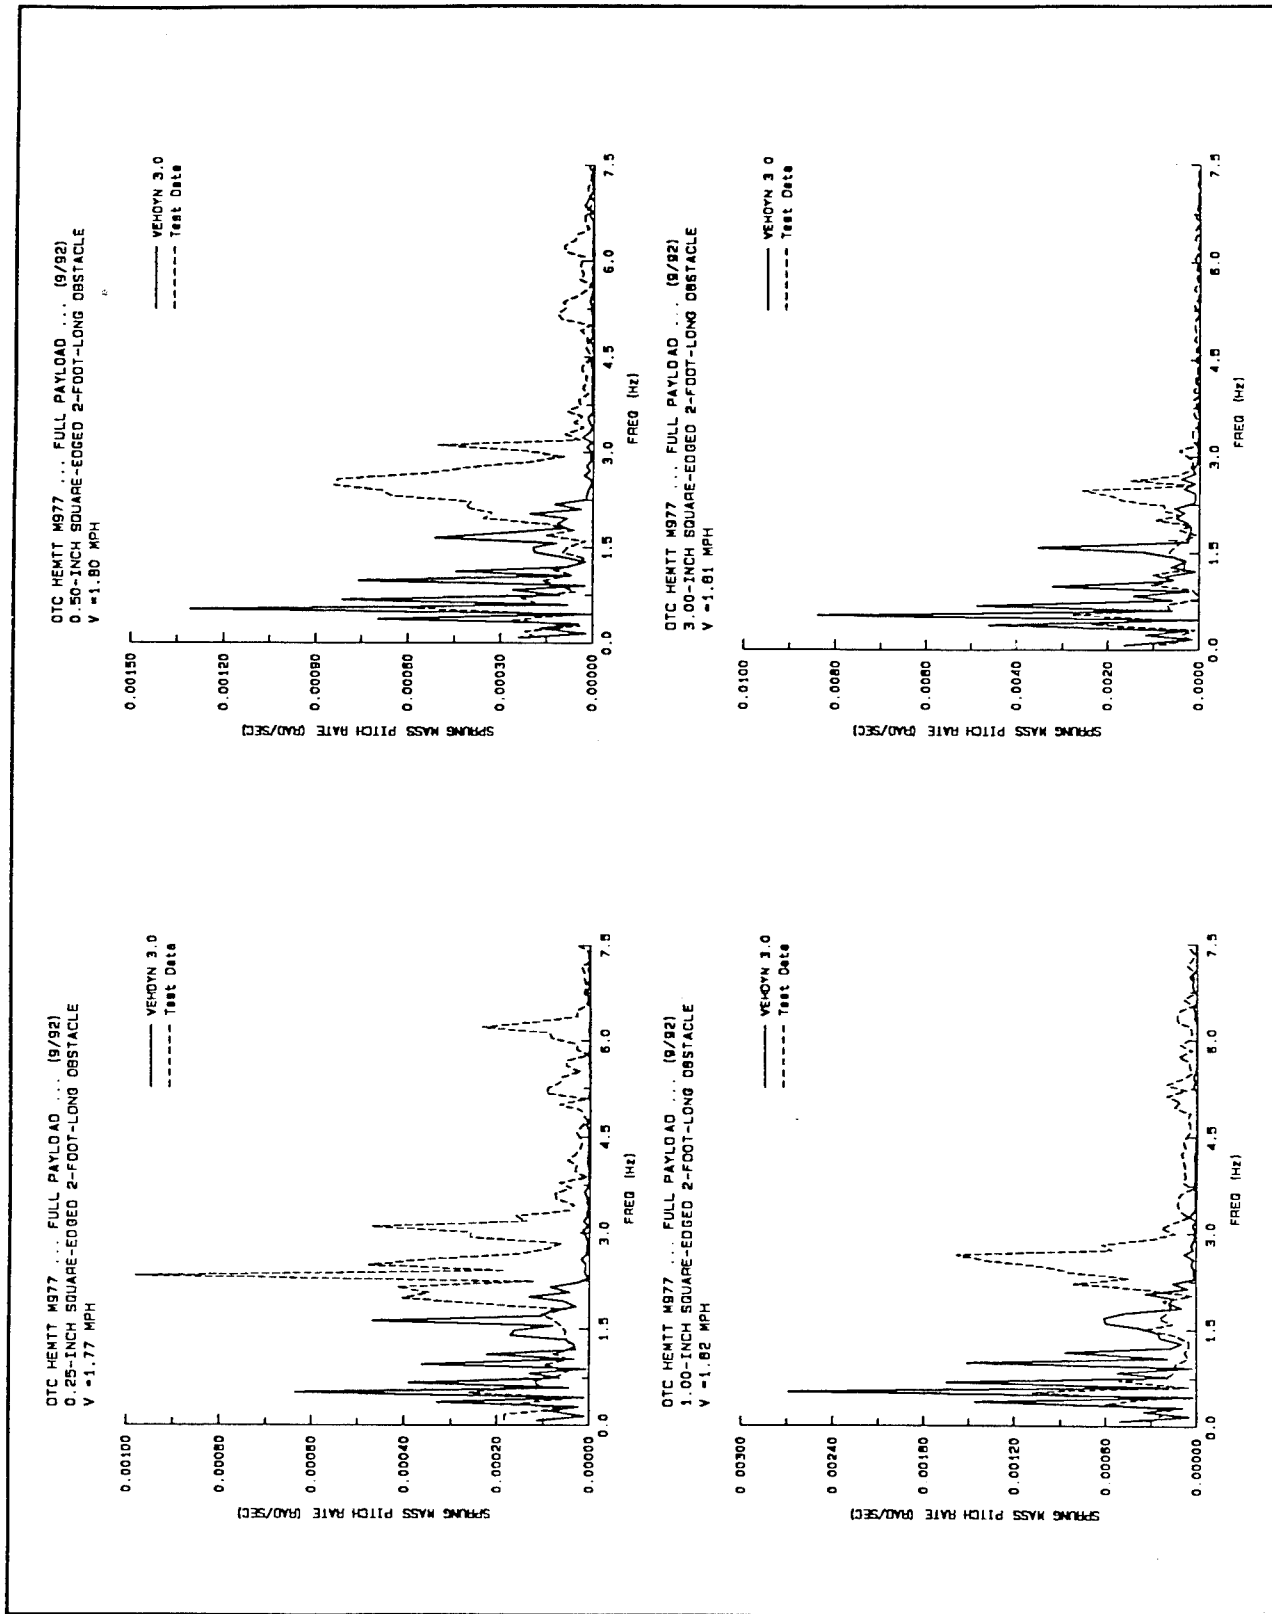 OTC HEMTT M977 ... FULL PAYLOAD ... (9/92)
0.25-INCH SQUARE-EDGED 2-FOOT-LONG OBSTACLE
V =1.77 MPH
VEHDYN 3.0
Test Data
SPRUNG MASS PITCH RATE (RAD/SEC)
0.00100
0.00080
0.00060
0.00040
0.00020
0.00000
0.0 1.5 3.0 4.5 6.0 7.5
FREQ (Hz)
OTC HEMTT M977 ... FULL PAYLOAD ... (9/92)
0.50-INCH SQUARE-EDGED 2-FOOT-LONG OBSTACLE
V =1.80 MPH
VEHDYN 3.0
Test Data
SPRUNG MASS PITCH RATE (RAD/SEC)
0.00150
0.00120
0.00090
0.00060
0.00030
0.00000
0.0 1.5 3.0 4.5 6.0 7.5
FREQ (Hz)
OTC HEMTT M977 ... FULL PAYLOAD ... (9/92)
1.00-INCH SQUARE-EDGED 2-FOOT-LONG OBSTACLE
V =1.82 MPH
VEHDYN 3.0
Test Data
SPRUNG MASS PITCH RATE (RAD/SEC)
0.00300
0.00240
0.00180
0.00120
0.00060
0.00000
0.0 1.5 3.0 4.5 6.0 7.5
FREQ (Hz)
OTC HEMTT M977 ... FULL PAYLOAD ... (9/92)
3.00-INCH SQUARE-EDGED 2-FOOT-LONG OBSTACLE
V =1.81 MPH
VEHDYN 3 0
Test Data
SPRUNG MASS PITCH RATE (RAD/SEC)
0.0100
0.0080
0.0060
0.0040
0.0020
0.0000
0.0 1.5 3.0 4.5 6.0 7.5
FREQ (Hz)